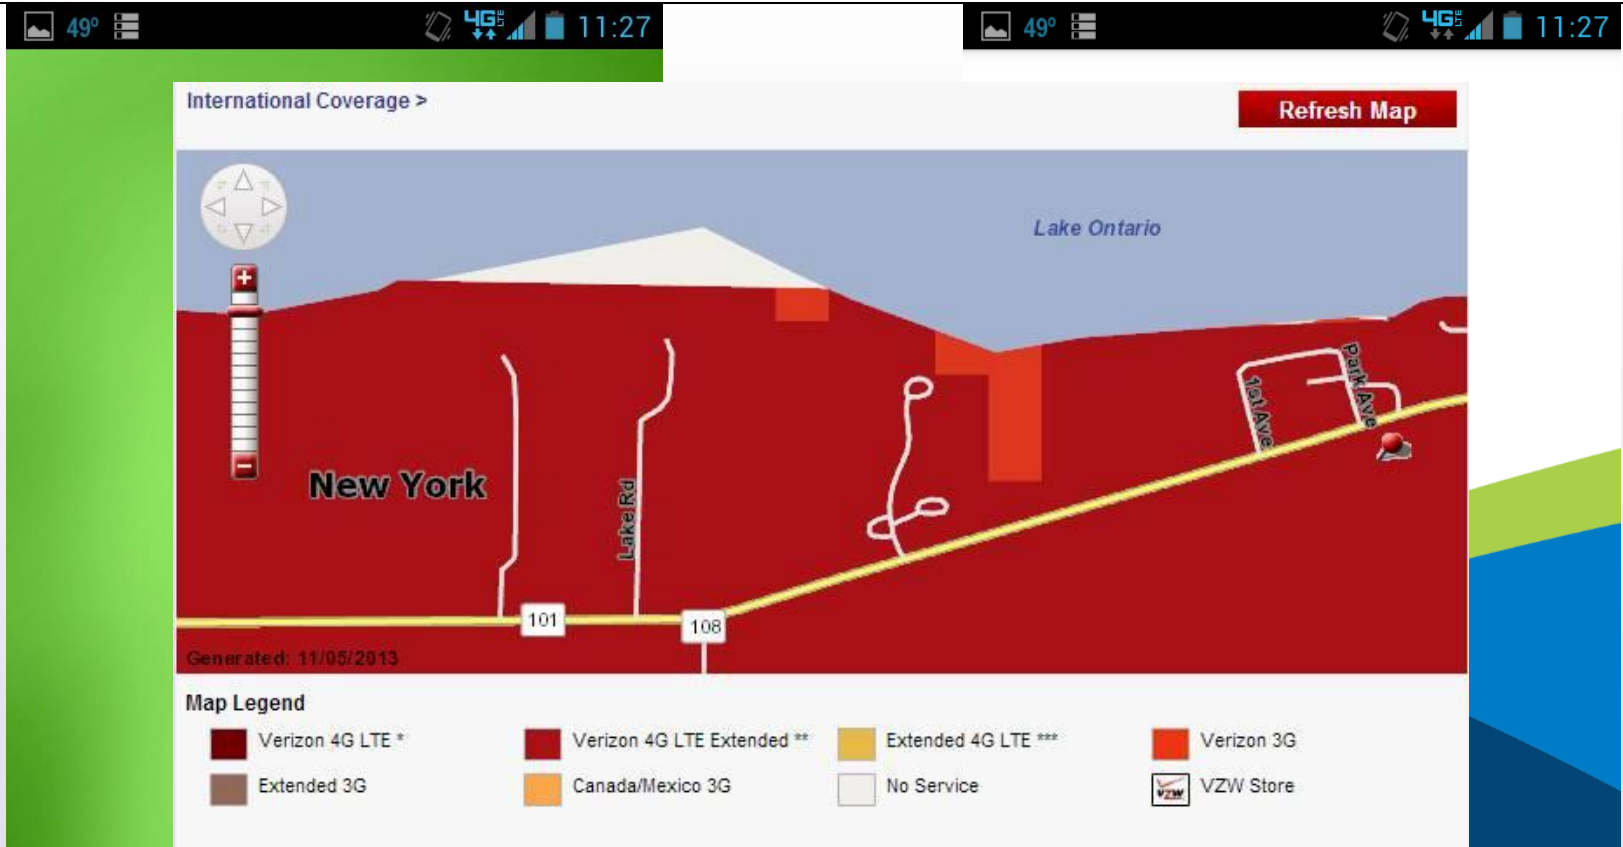 49° 4G LTE 11:27
49° 4G LTE 11:27
International Coverage >
Refresh Map
Lake Ontario
+
Park Ave
1st Ave
New York
Lake Rd
−
101
108
Generated: 11/05/2013
Map Legend
Verizon 4G LTE *
Verizon 4G LTE Extended **
Extended 4G LTE ***
Verizon 3G
Extended 3G
Canada/Mexico 3G
No Service
VZW
VZW Store